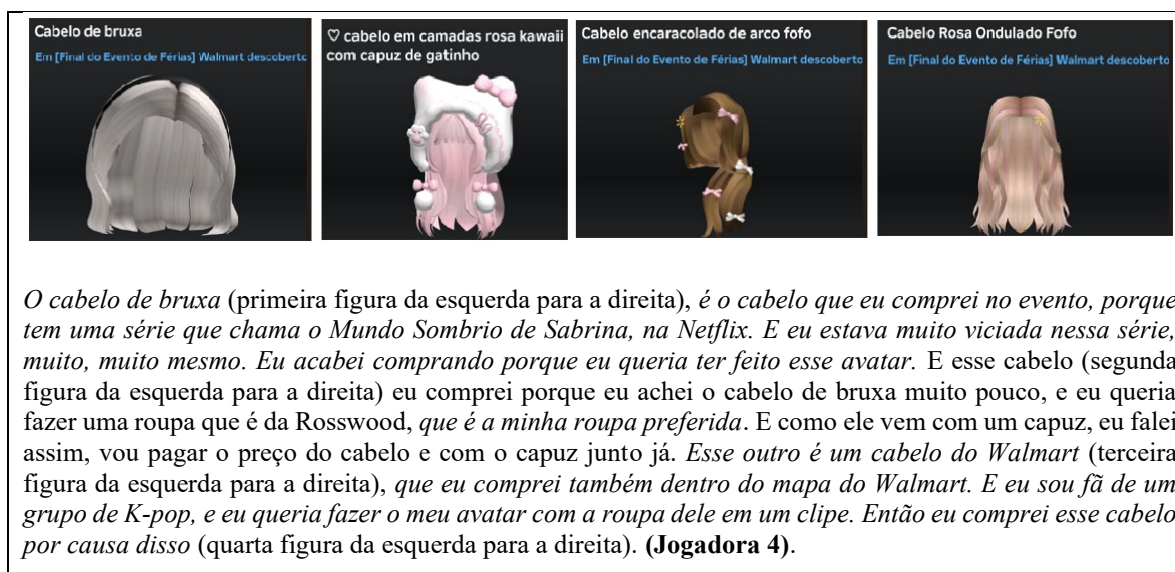 Cabelo de bruxa
Em [Final do Evento de Férias] Walmart descoberto
♡ cabelo em camadas rosa kawaii
com capuz de gatinho
Cabelo encaracolado de arco fofo
Em [Final do Evento de Férias] Walmart descoberto
Cabelo Rosa Ondulado Fofo
Em [Final do Evento de Férias] Walmart descoberto
O cabelo de bruxa (primeira figura da esquerda para a direita), é o cabelo que eu comprei no evento, porque
tem uma série que chama o Mundo Sombrio de Sabrina, na Netflix. E eu estava muito viciada nessa série,
muito, muito mesmo. Eu acabei comprando porque eu queria ter feito esse avatar. E esse cabelo (segunda
figura da esquerda para a direita) eu comprei porque eu achei o cabelo de bruxa muito pouco, e eu queria
fazer uma roupa que é da Rosswood, que é a minha roupa preferida. E como ele vem com um capuz, eu falei
assim, vou pagar o preço do cabelo e com o capuz junto já. Esse outro é um cabelo do Walmart (terceira
figura da esquerda para a direita), que eu comprei também dentro do mapa do Walmart. E eu sou fã de um
grupo de K-pop, e eu queria fazer o meu avatar com a roupa dele em um clipe. Então eu comprei esse cabelo
por causa disso (quarta figura da esquerda para a direita). (Jogadora 4).